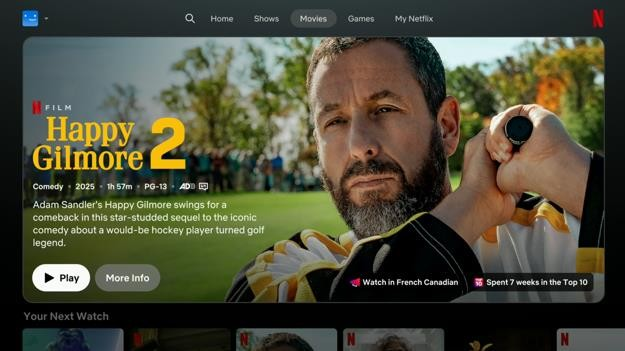 Home
Shows
Movies
Games
My Netflix
N
N FILM
Happy
Gilmore 2
Comedy • 2025 • 1h 57m • PG-13 • AD
Adam Sandler's Happy Gilmore swings for a
comeback in this star-studded sequel to the iconic
comedy about a would-be hockey player turned golf
legend.
Play
More Info
Watch in French Canadian
TOP 10
Spent 7 weeks in the Top 10
Your Next Watch
N
N
N
N